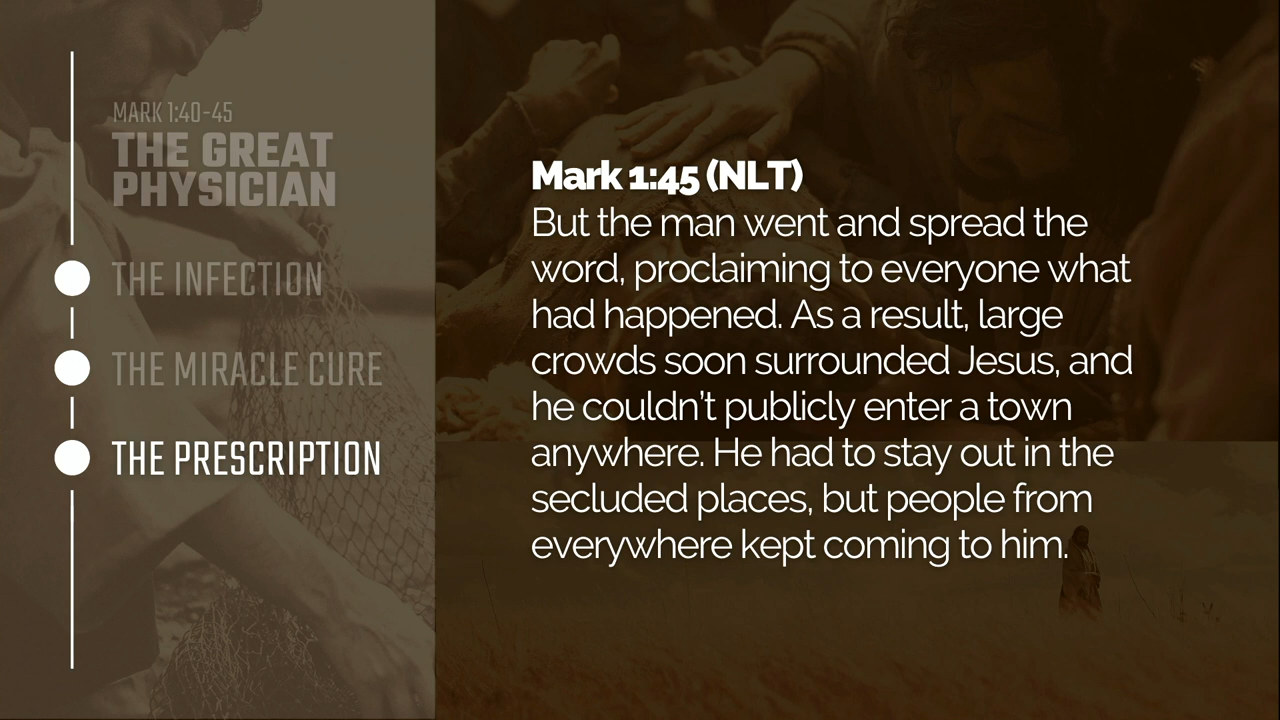 MARK 1:40-45
THE GREAT
PHYSICIAN
THE INFECTION
THE MIRACLE CURE
THE PRESCRIPTION
Mark 1:45 (NLT)
But the man went and spread the
word, proclaiming to everyone what
had happened. As a result, large
crowds soon surrounded Jesus, and
he couldn’t publicly enter a town
anywhere. He had to stay out in the
secluded places, but people from
everywhere kept coming to him.